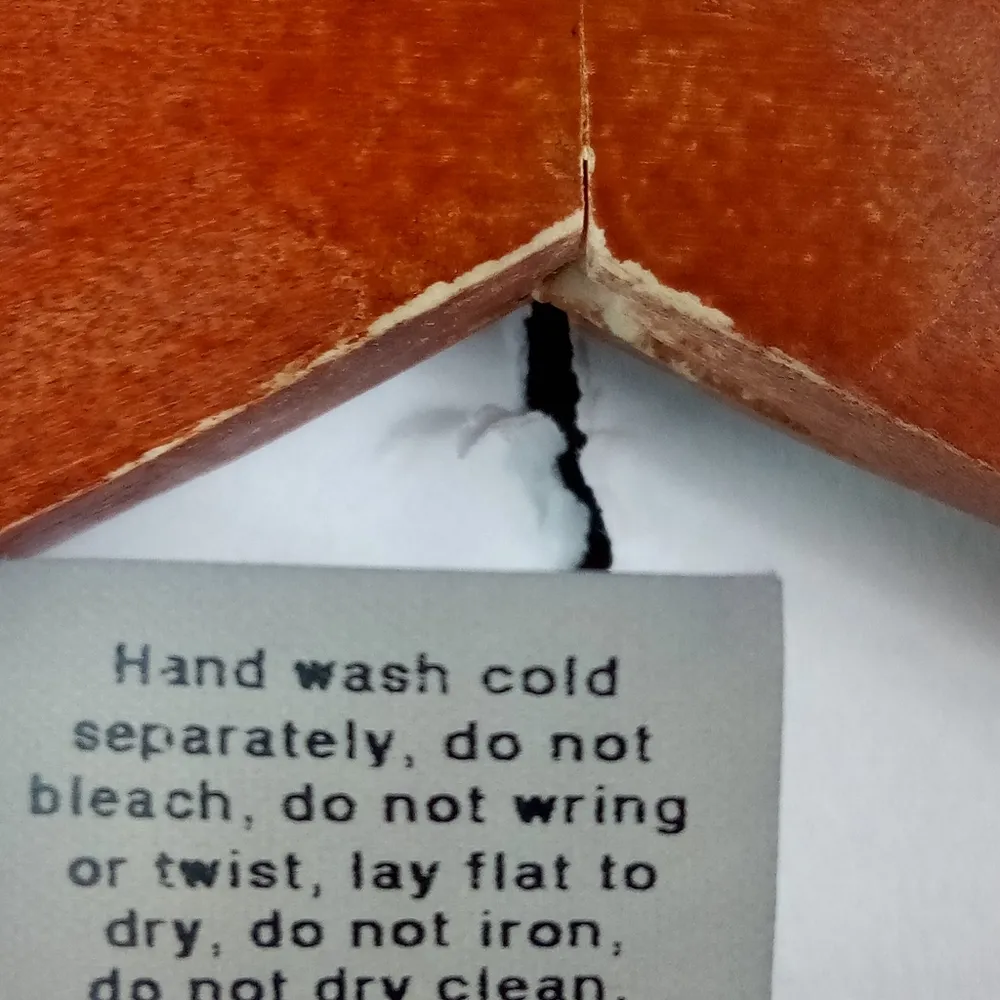 Hand wash cold
separately, do not
bleach, do not wring
or twist, lay flat to
dry, do not iron,
do not dry clean.